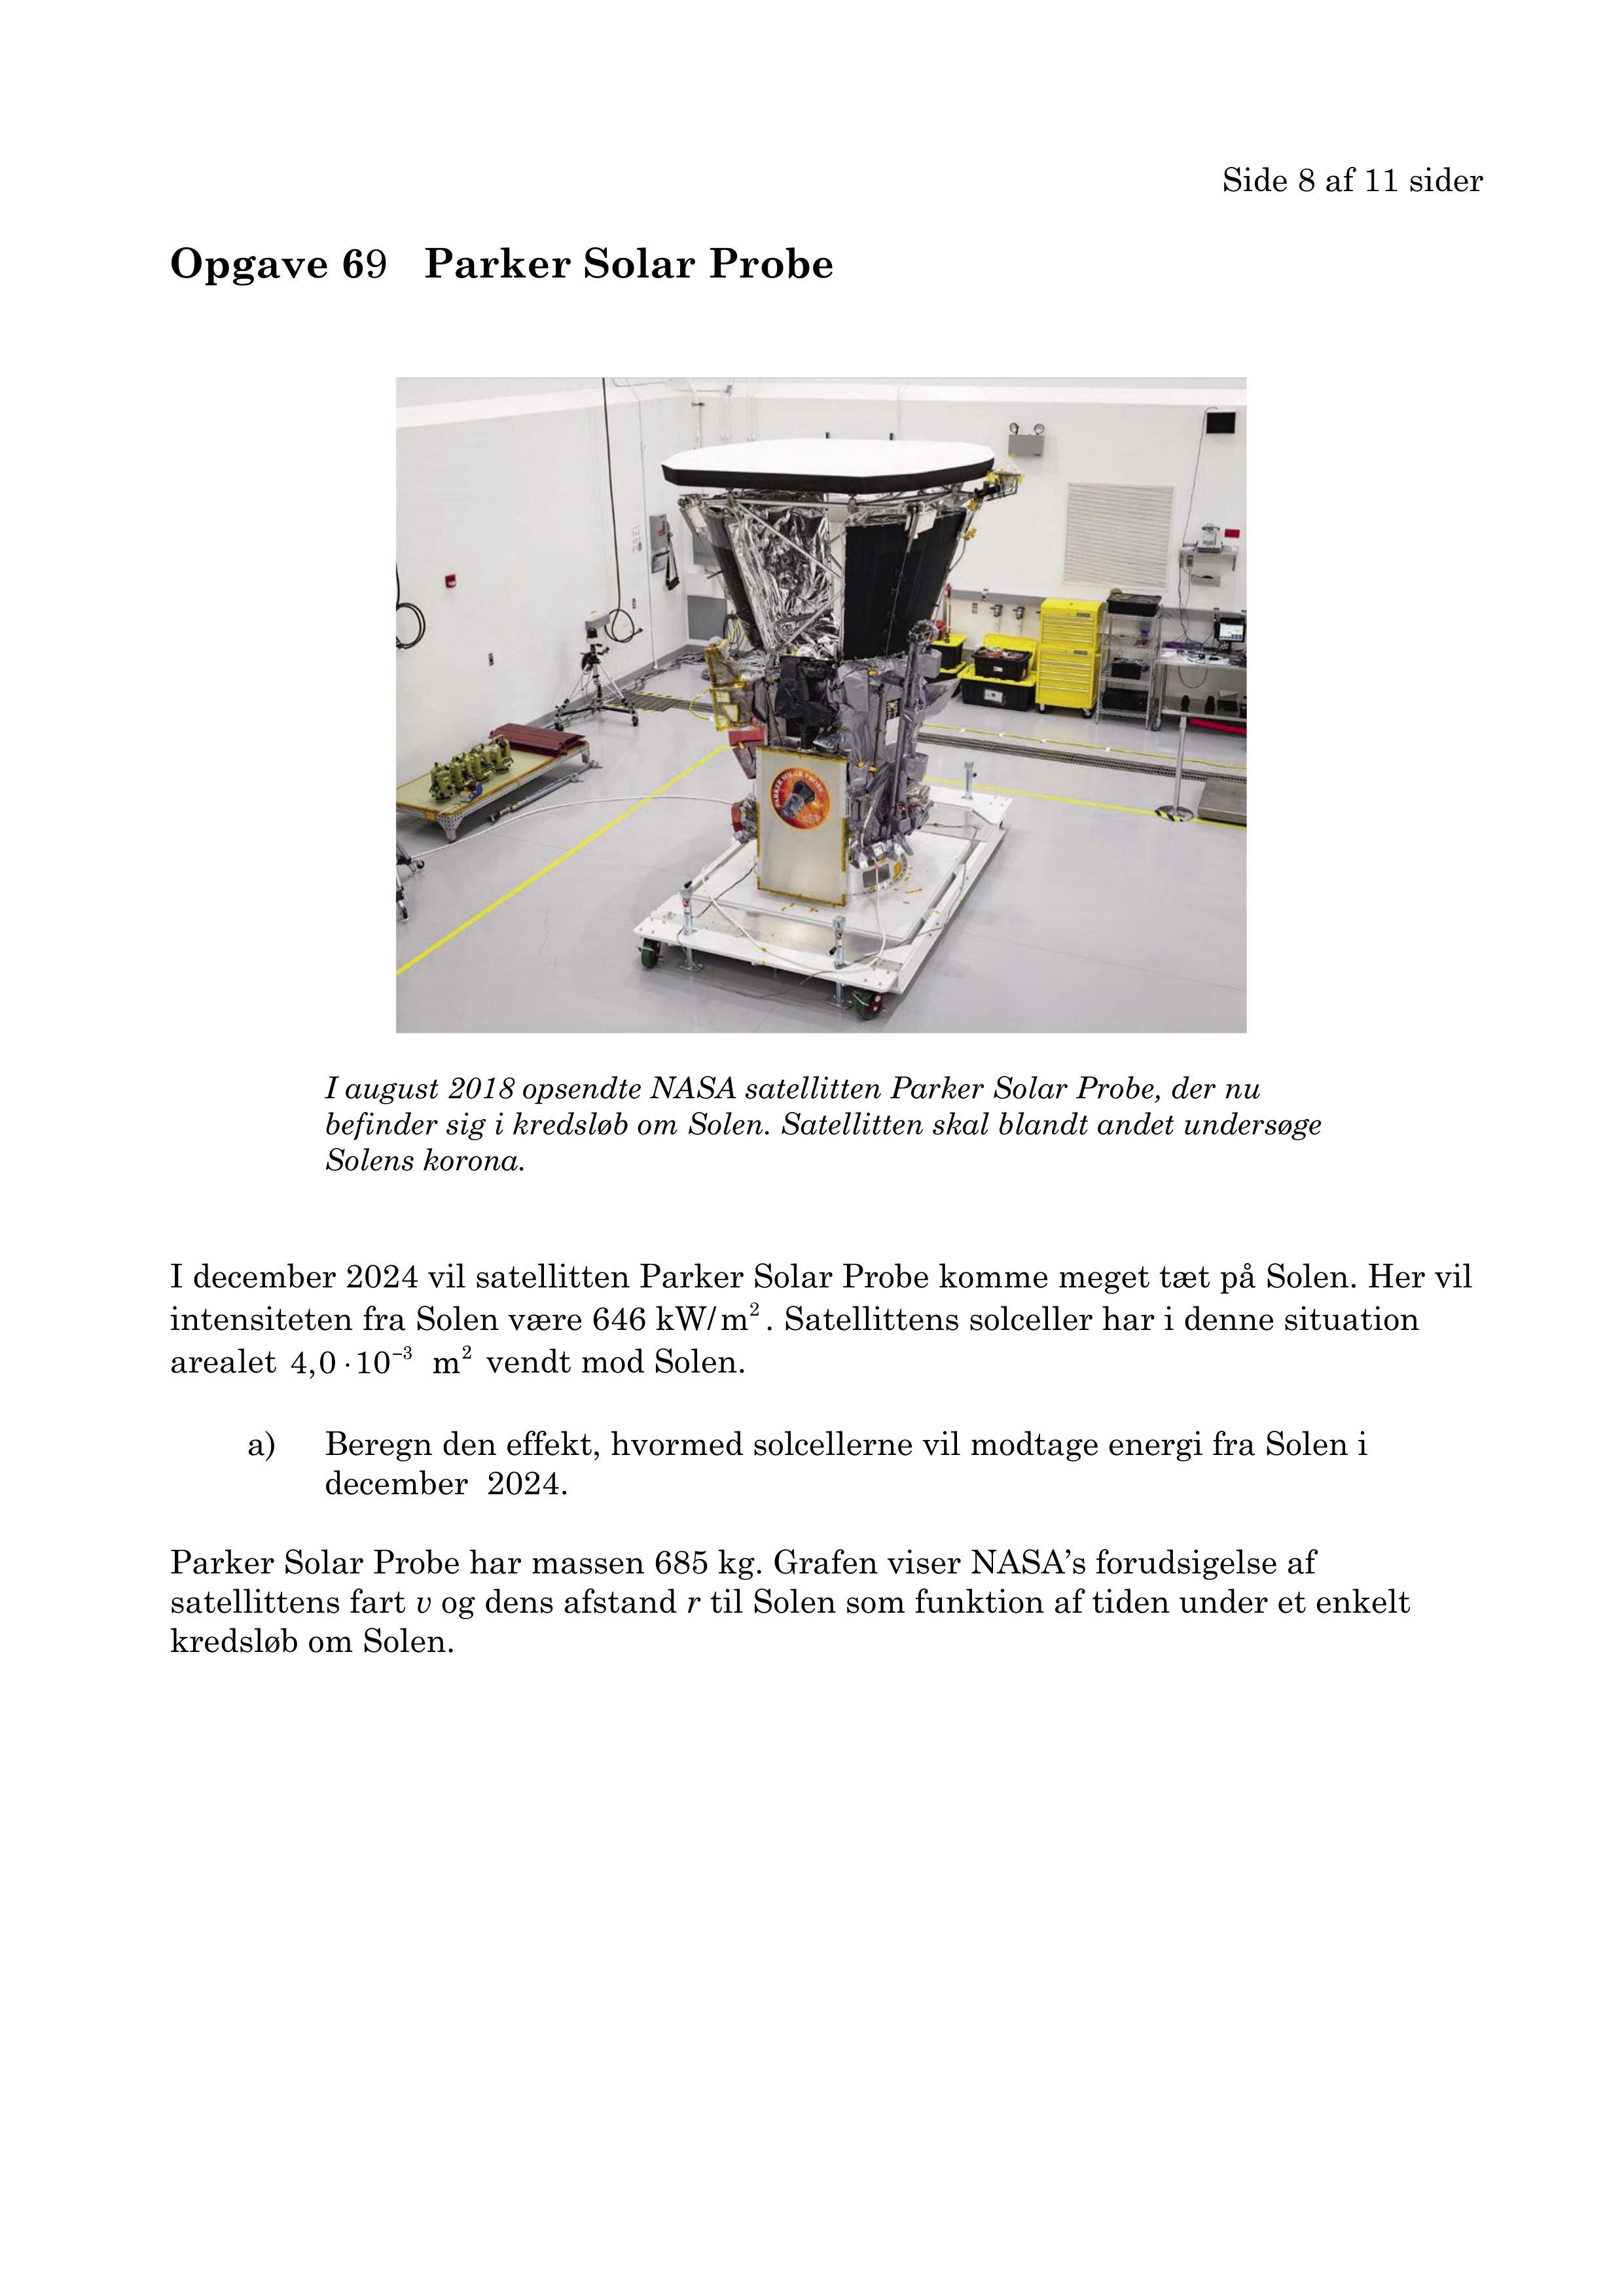 Side 8 af 11 sider
Opgave 69 Parker Solar Probe
PARKER SOLAR PROBE
I august 2018 opsendte NASA satellitten Parker Solar Probe, der nu
befinder sig i kredsløb om Solen. Satellitten skal blandt andet undersøge
Solens korona.
I december 2024 vil satellitten Parker Solar Probe komme meget tæt på Solen. Her vil
intensiteten fra Solen være 646 kW/m². Satellittens solceller har i denne situation
arealet 4,0·10⁻³ m² vendt mod Solen.
a) Beregn den effekt, hvormed solcellerne vil modtage energi fra Solen i
december 2024.
Parker Solar Probe har massen 685 kg. Grafen viser NASA's forudsigelse af
satellittens fart v og dens afstand r til Solen som funktion af tiden under et enkelt
kredsløb om Solen.